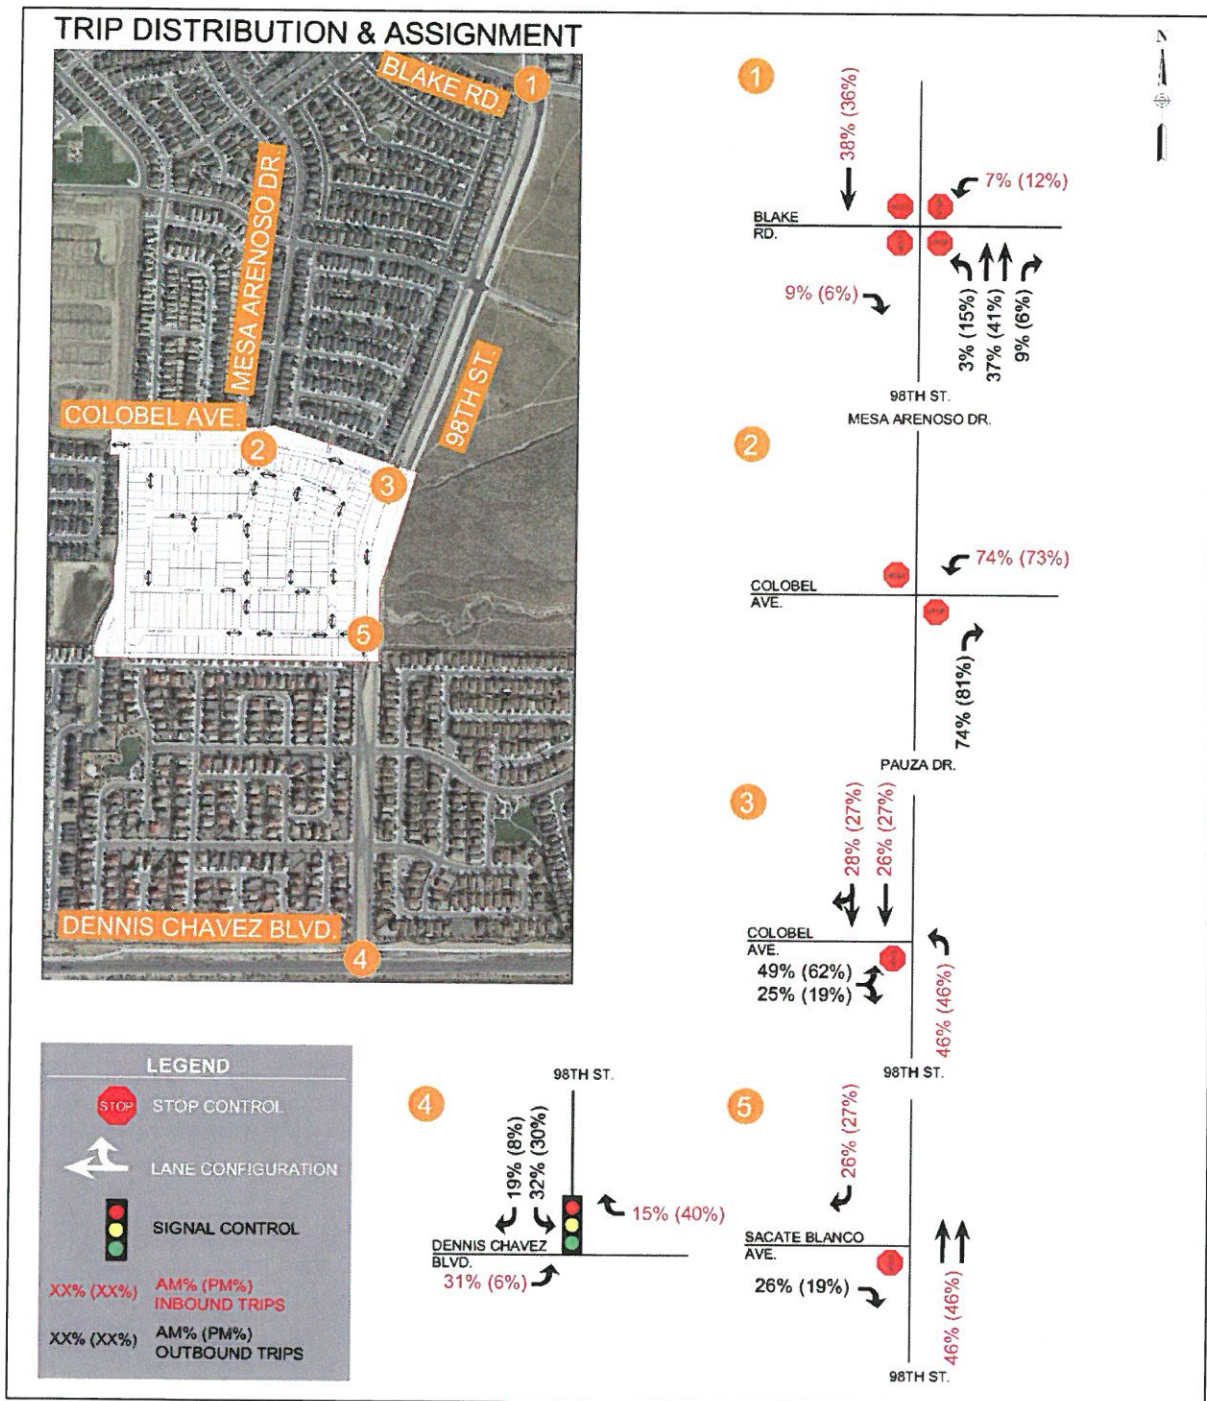 TRIP DISTRIBUTION & ASSIGNMENT
BLAKE RD.
1
MESA ARENOSO DR.
98TH ST.
COLOBEL AVE.
2
3
5
DENNIS CHAVEZ BLVD.
4
LEGEND
STOP
STOP CONTROL
LANE CONFIGURATION
SIGNAL CONTROL
XX% (XX%)
AM% (PM%)
INBOUND TRIPS
XX% (XX%)
AM% (PM%)
OUTBOUND TRIPS
N
1
38% (36%)
7% (12%)
BLAKE
RD.
9% (6%)
3% (15%)
37% (41%)
9% (6%)
98TH ST.
2
MESA ARENOSO DR.
74% (73%)
COLOBEL
AVE.
74% (81%)
PAUZA DR.
3
28% (27%)
26% (27%)
COLOBEL
AVE.
49% (62%)
25% (19%)
46% (46%)
98TH ST.
4
98TH ST.
19% (8%)
32% (30%)
15% (40%)
DENNIS CHAVEZ
BLVD.
31% (6%)
5
26% (27%)
SACATE BLANCO
AVE.
26% (19%)
46% (46%)
98TH ST.